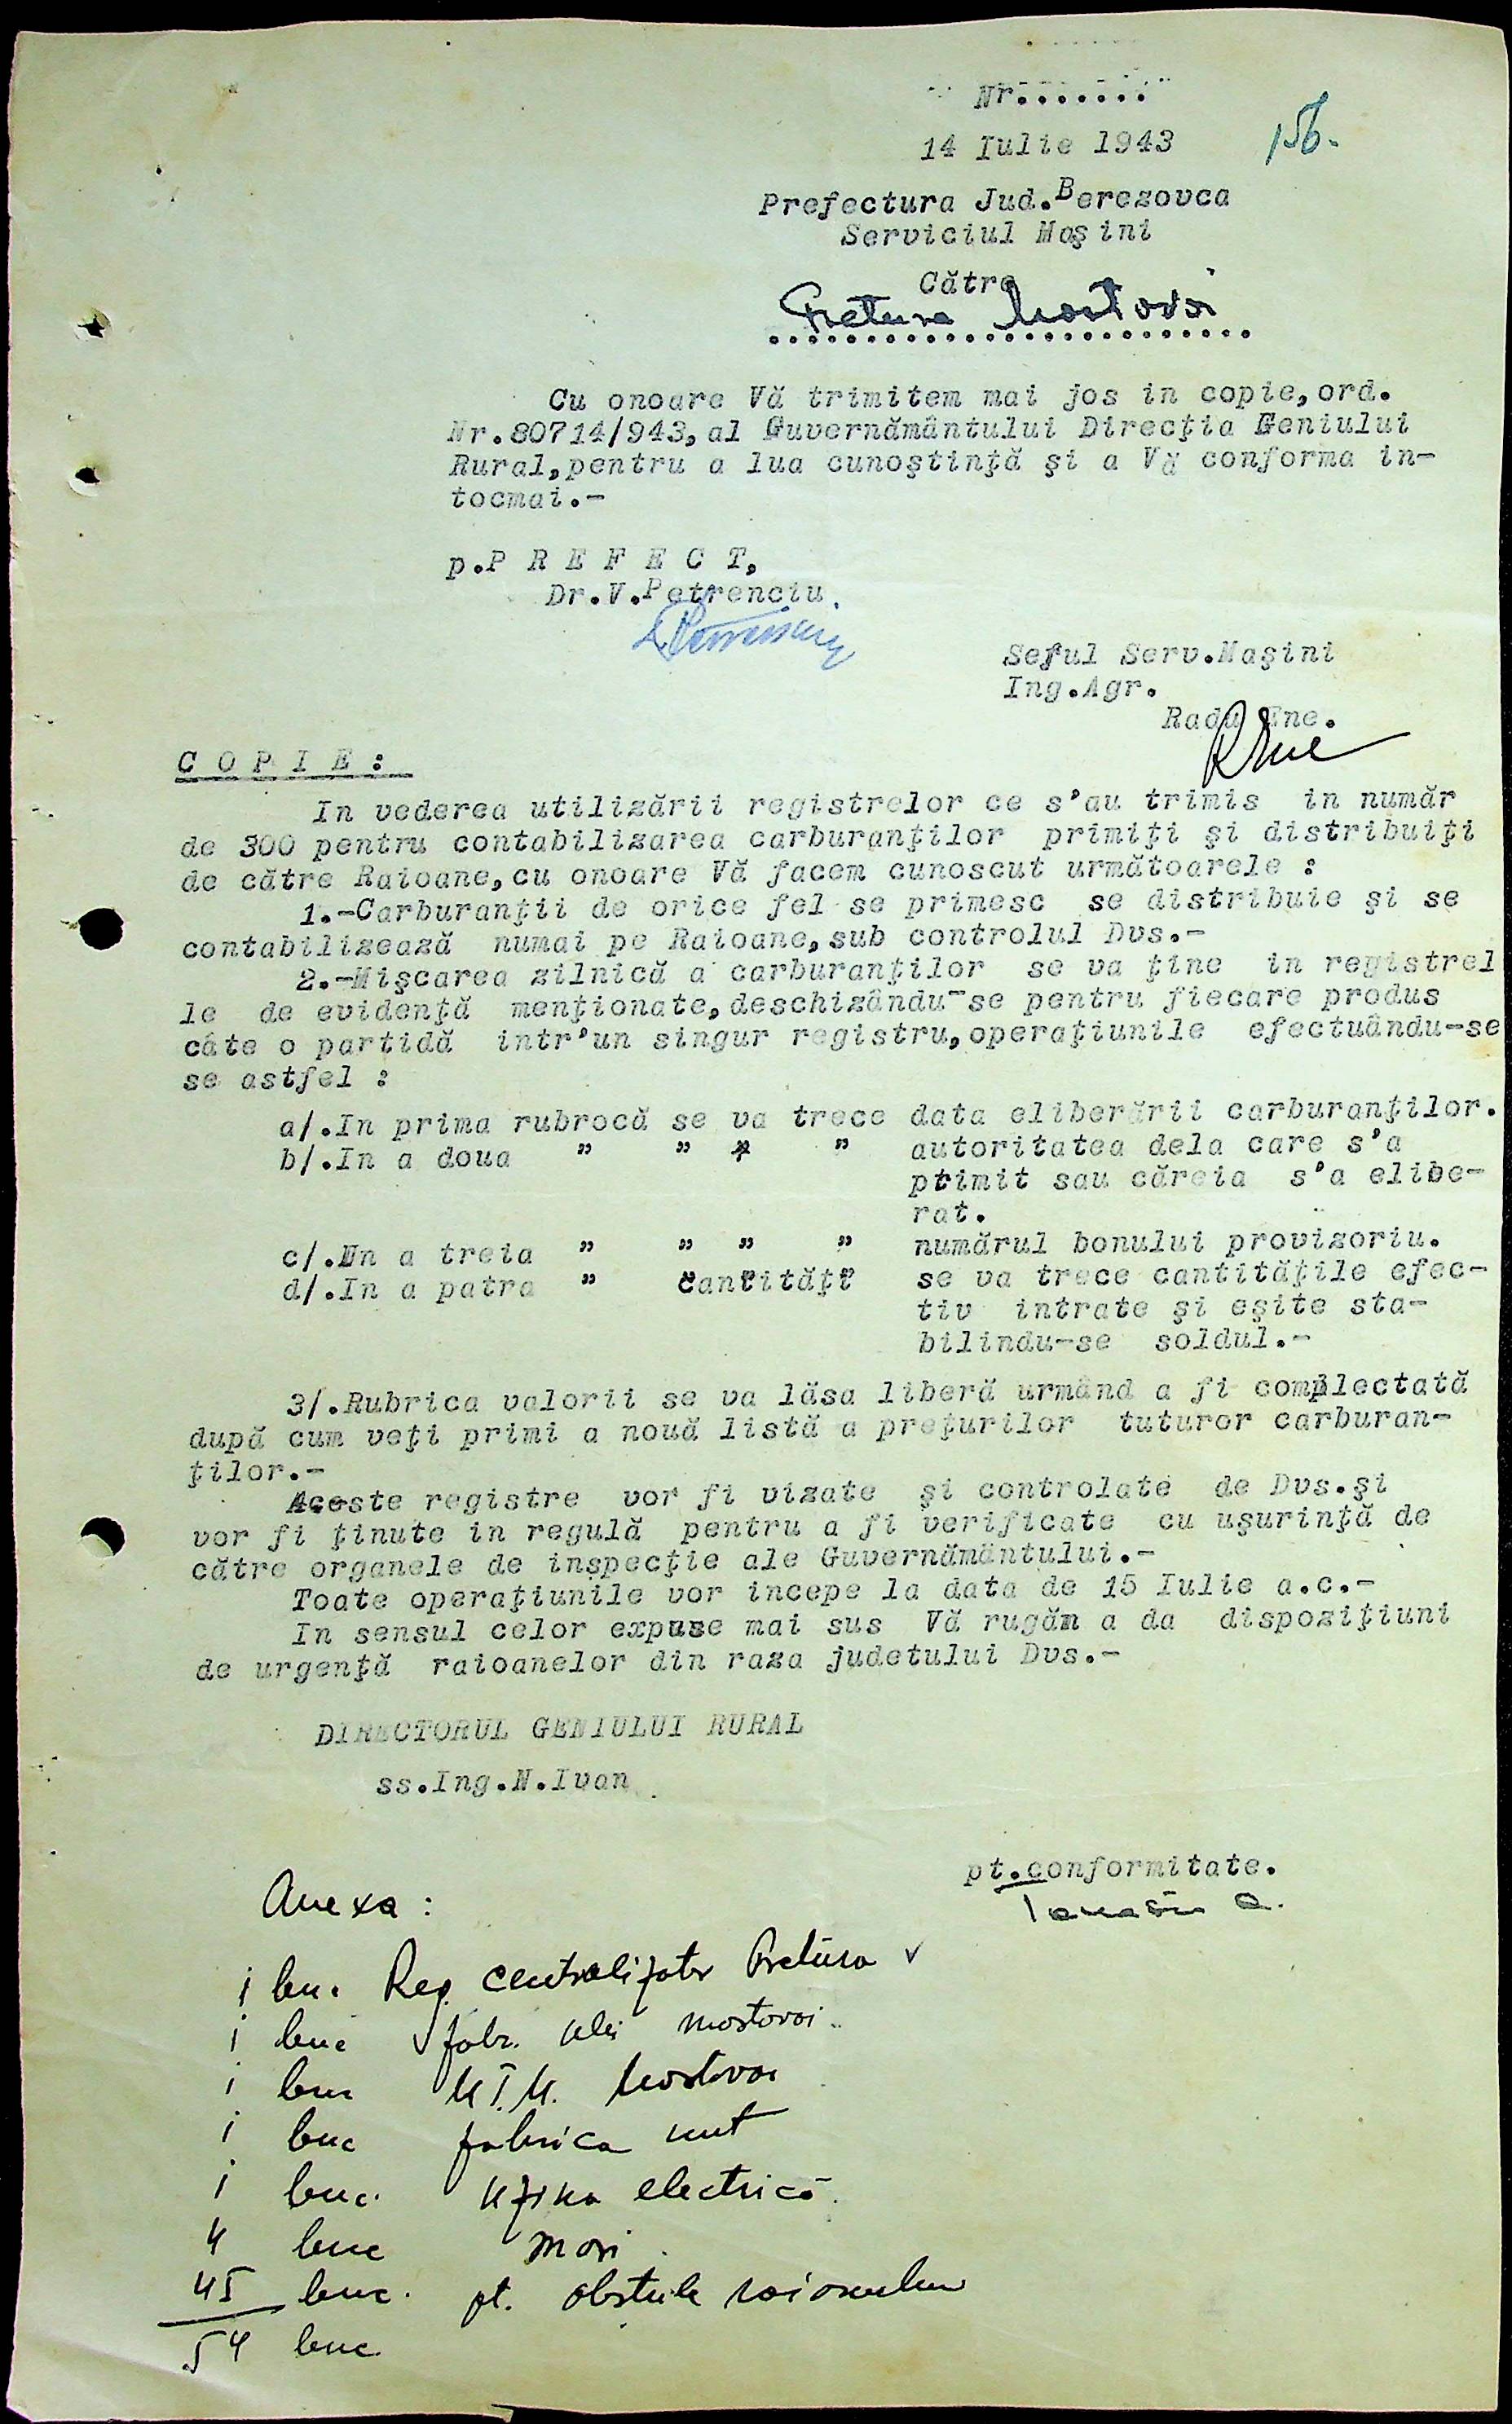 Nr.......
14 Iulie 1943
156.
Prefectura Jud.Berezovca
Serviciul Maşini
Către
Pretura Mostovoi
........................
Cu onoare Vă trimitem mai jos in copie,ord.
Nr.80714/943,al Guvernământului Direcţia Geniului
Rural,pentru a lua cunoştinţă şi a Vă conforma in-
tocmai.-
p.P R E F E C T,
Dr.V.Petrenciu.
Seful Serv.Maşini
Ing.Agr.
Radu Ene.
REne
C O P I E :
In vederea utilizării registrelor ce s'au trimis in număr
de 300 pentru contabilizarea carburanţilor primiţi şi distribuiţi
de către Raioane,cu onoare Vă facem cunoscut următoarele :
1.-Carburanţii de orice fel se primesc se distribuie şi se
contabilizează numai pe Raioane,sub controlul Dvs.-
2.-Mişcarea zilnică a carburanţilor se va ţine in registrel
le de evidenţă menţionate,deschizându-se pentru fiecare produs
câte o partidă intr'un singur registru,operaţiunile efectuându-se
se astfel :
a/.In prima rubrocă se va trece data eliberării carburanţilor.
b/.In a doua " " " " autoritatea dela care s'a
ptimit sau căreia s'a elibe-
rat.
c/.In a treia " " " " numărul bonului provizoriu.
d/.In a patra " cantităţi se va trece cantităţile efec-
tiv intrate şi eşite sta-
bilindu-se soldul.-
3/.Rubrica valorii se va lăsa liberă urmând a fi complectată
după cum veţi primi a nouă listă a preţurilor tuturor carburan-
ţilor.-
Aceste registre vor fi vizate şi controlate de Dvs.şi
vor fi ţinute in regulă pentru a fi verificate cu uşurinţă de
către organele de inspecţie ale Guvernământului.-
Toate operaţiunile vor incepe la data de 15 Iulie a.c.-
In sensul celor expuse mai sus Vă rugăm a da dispoziţiuni
de urgenţă raioanelor din raza judetului Dvs.-
DIRECTORUL GENIULUI RURAL
ss.Ing.N.Ivan
pt.conformitate.
Anexa :
1 buc. Reg. Centralizator Pretura
1 buc fabr. ulei Mostovoi
1 buc Mostovoi
1 buc fabrica unt
1 buc. Uzina electrică
4 buc mori
45 buc. pt. obstiile raionului
54 buc